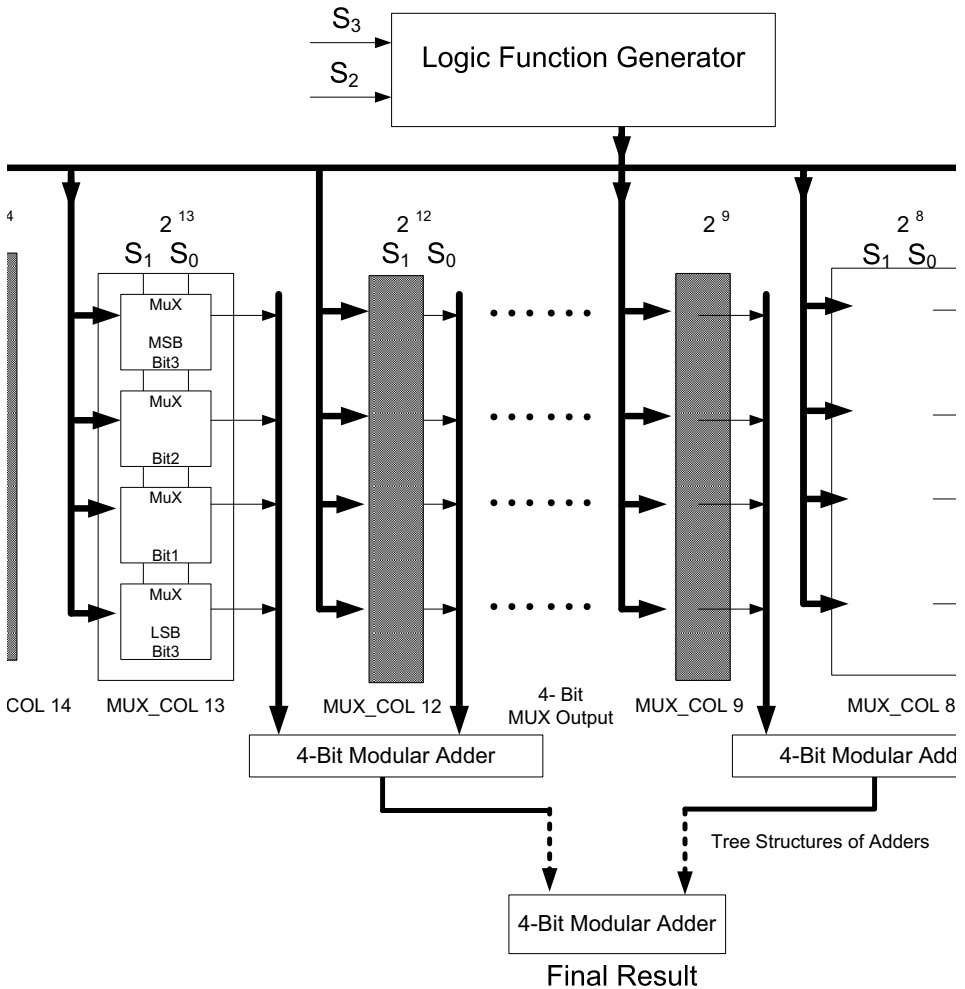 S3
Logic Function Generator
S2
4
2 13
2 12
2 9
2 8
S1 S0
S1 S0
S1 S0
MuX
MSB
Bit3
MuX
Bit2
MuX
Bit1
MuX
LSB
Bit3
COL 14
MUX_COL 13
MUX_COL 12
4- Bit
MUX Output
MUX_COL 9
MUX_COL 8
4-Bit Modular Adder
4-Bit Modular Add
Tree Structures of Adders
4-Bit Modular Adder
Final Result